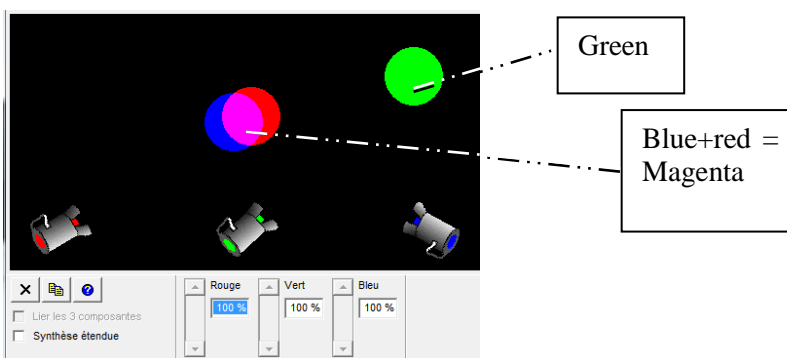 Green
Blue+red =
Magenta
Rouge Vert Bleu
100 % 100 % 100 %
Lier les 3 composantes
Synthèse étendue